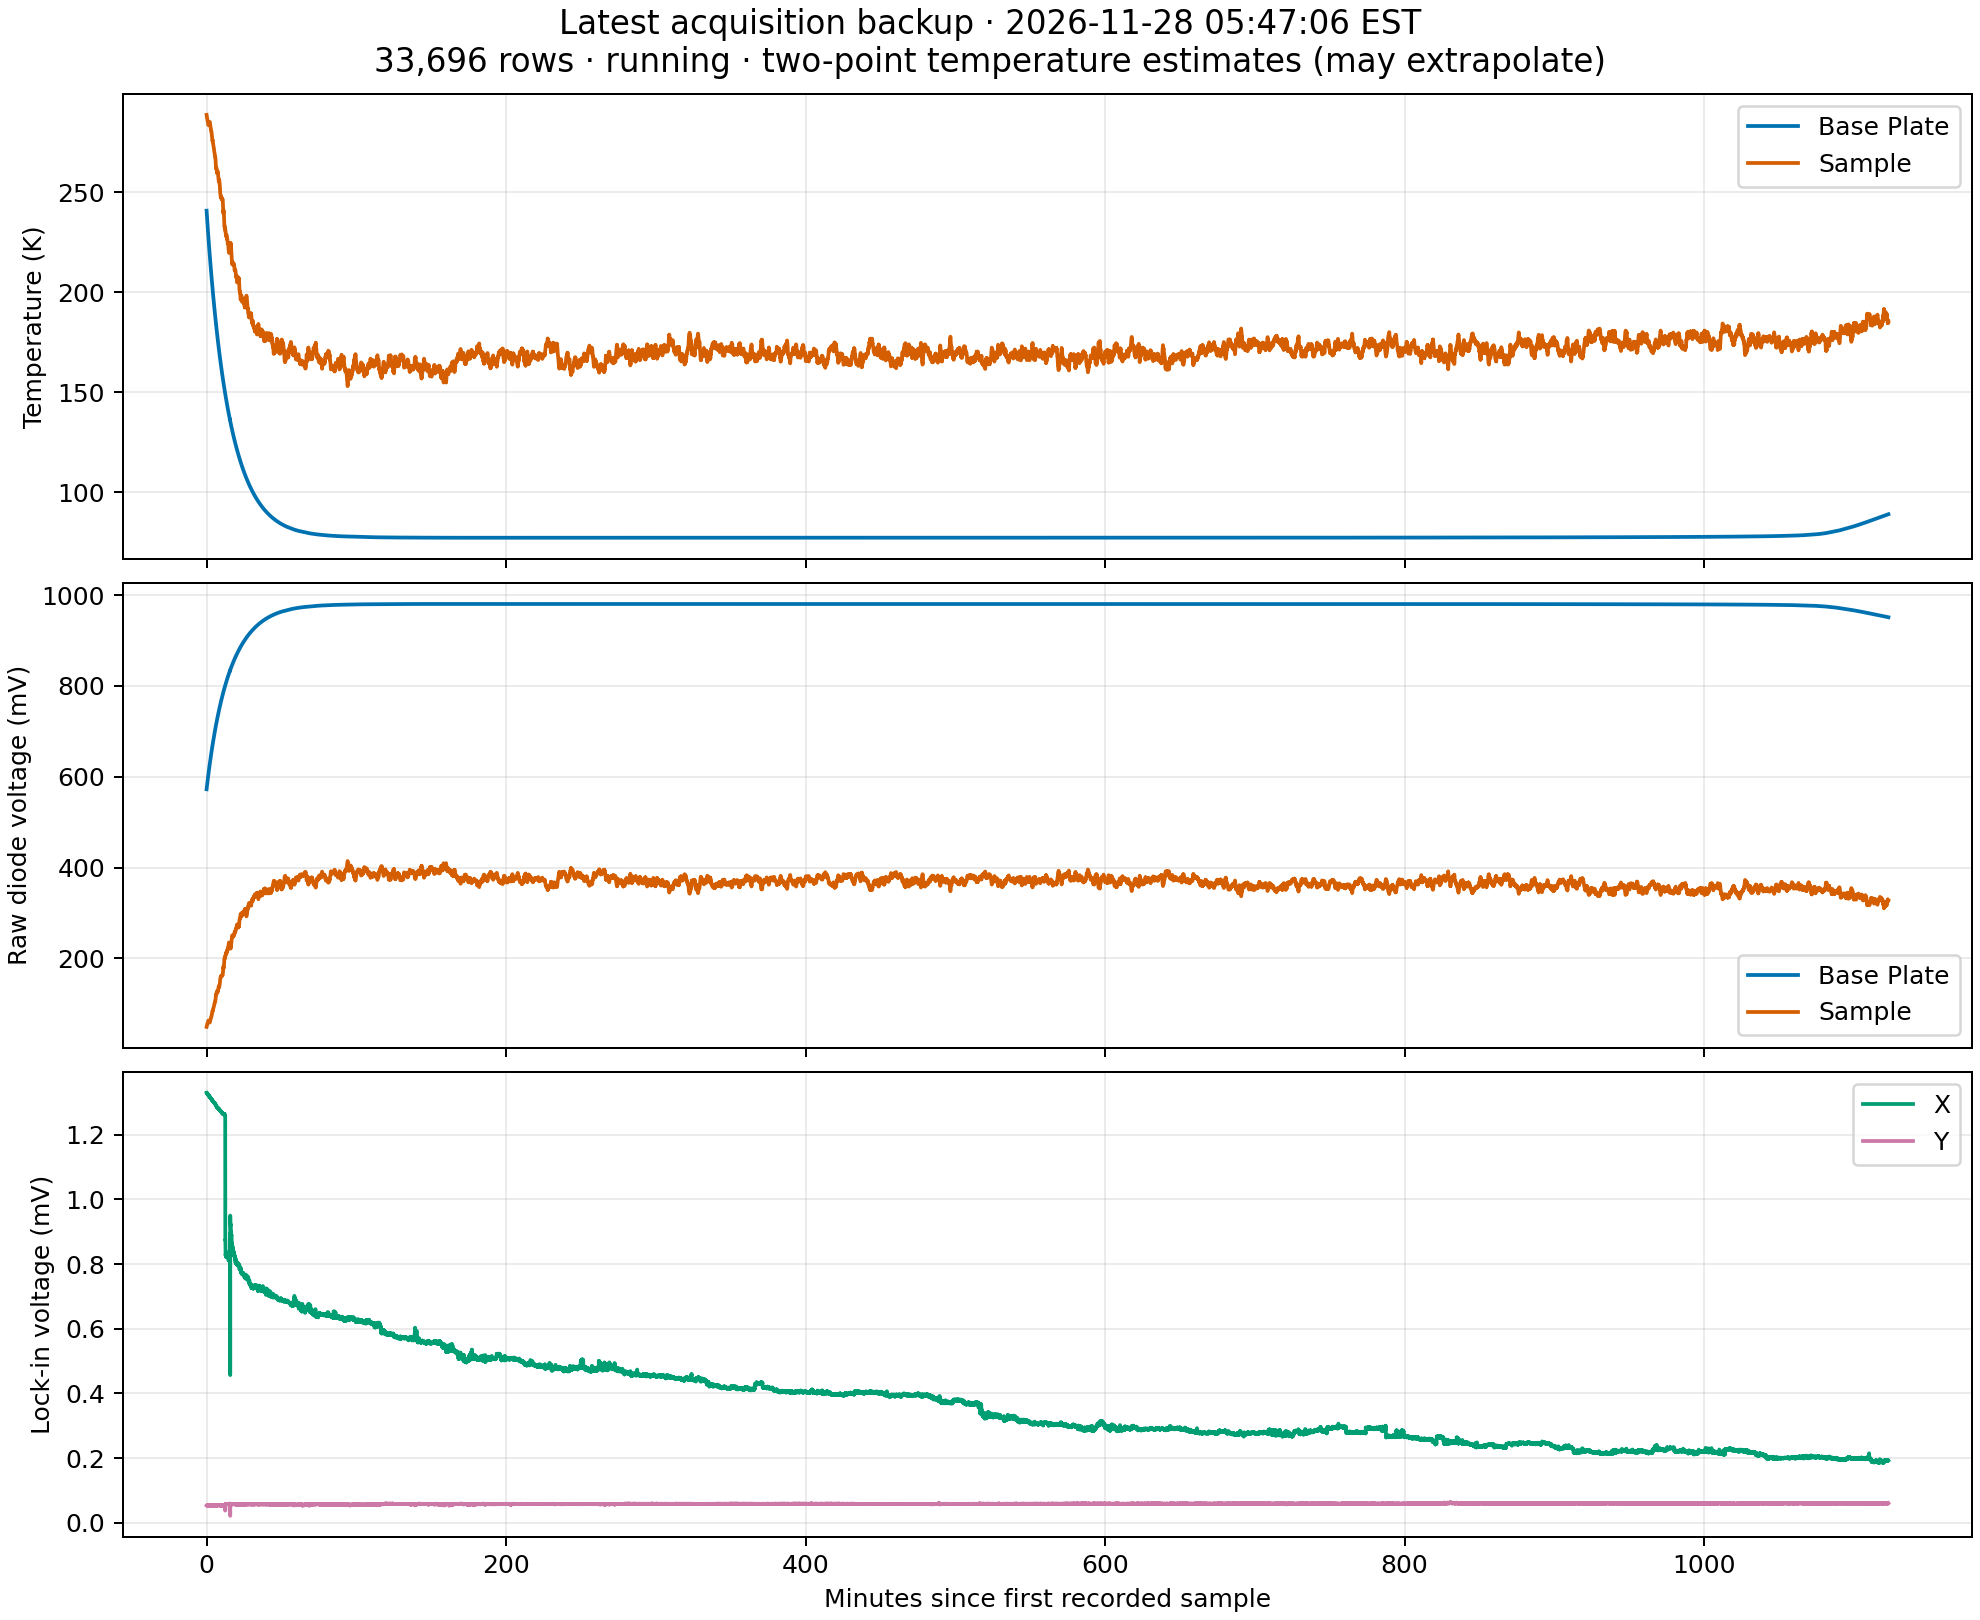 Latest acquisition backup · 2026-11-28 05:47:06 EST
33,696 rows · running · two-point temperature estimates (may extrapolate)
Temperature (K)
250
200
150
100
Base Plate
Sample
Raw diode voltage (mV)
1000
800
600
400
200
Base Plate
Sample
Lock-in voltage (mV)
1.2
1.0
0.8
0.6
0.4
0.2
0.0
X
Y
0
200
400
600
800
1000
Minutes since first recorded sample